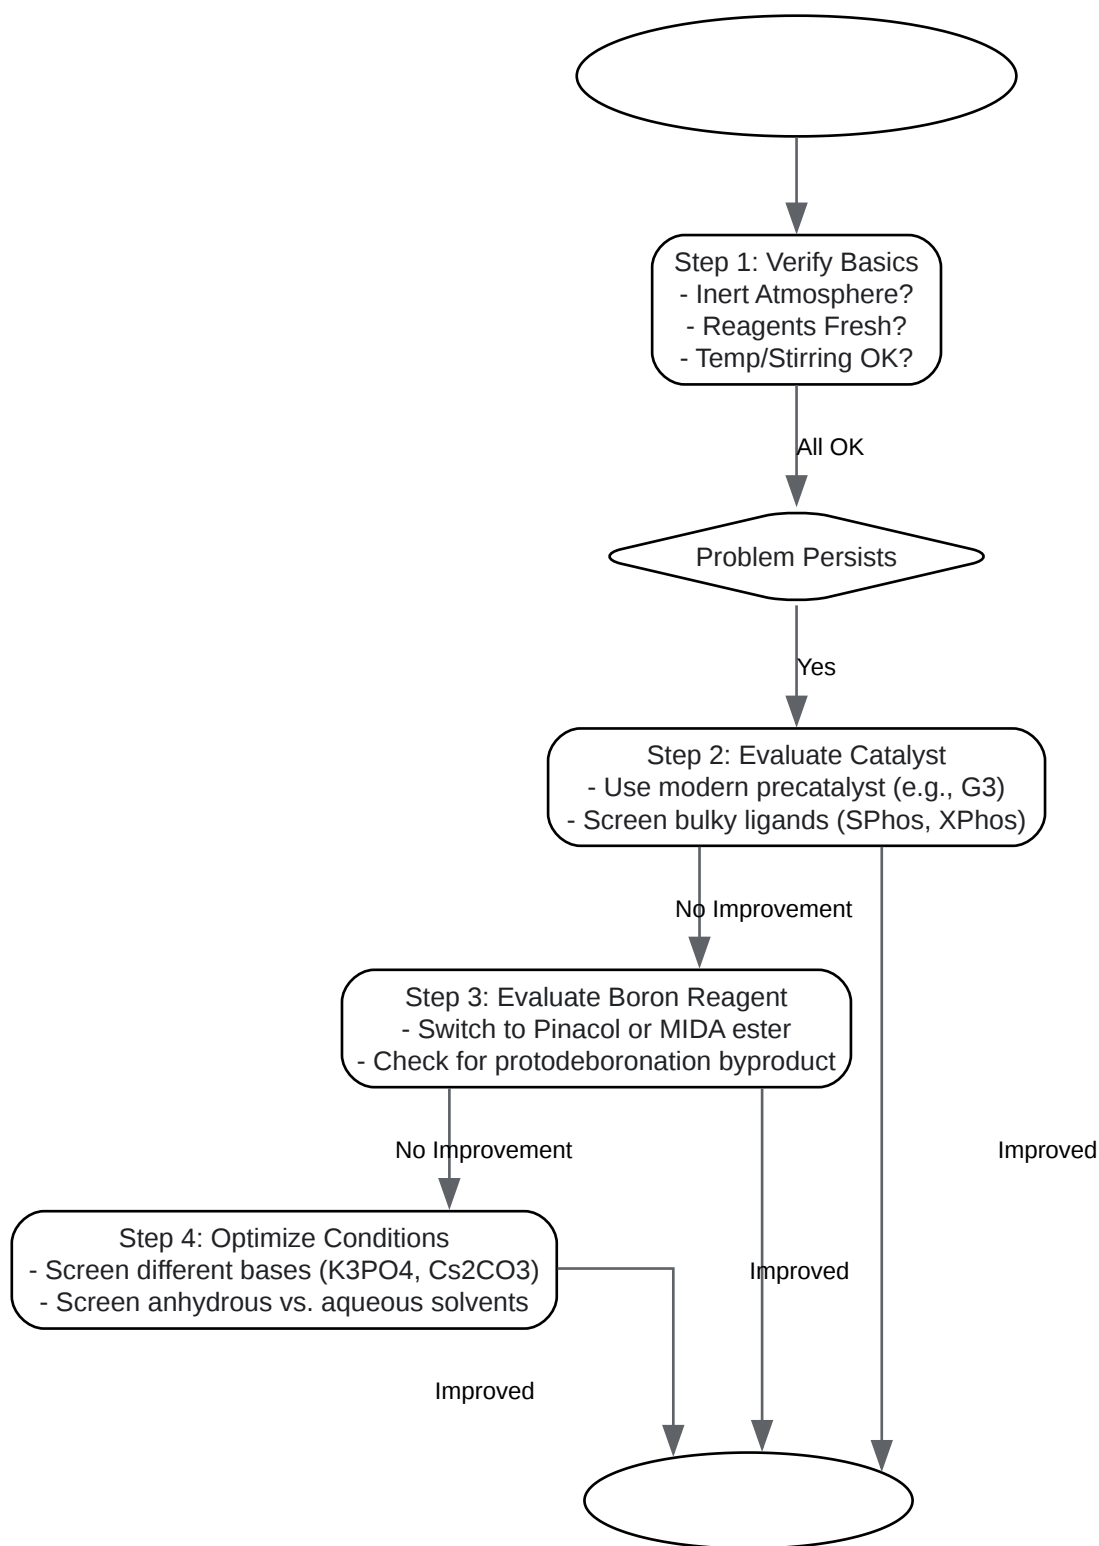 Step 1: Verify Basics
- Inert Atmosphere?
- Reagents Fresh?
- Temp/Stirring OK?
All OK
Problem Persists
Yes
Step 2: Evaluate Catalyst
- Use modern precatalyst (e.g., G3)
- Screen bulky ligands (SPhos, XPhos)
No Improvement
Step 3: Evaluate Boron Reagent
- Switch to Pinacol or MIDA ester
- Check for protodeboronation byproduct
No Improvement
Improved
Step 4: Optimize Conditions
- Screen different bases (K3PO4, Cs2CO3)
- Screen anhydrous vs. aqueous solvents
Improved
Improved